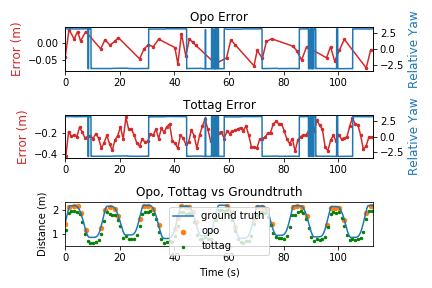 Opo Error
Error (m)
0.00
−0.05
2.5
0.0
−2.5
Relative Yaw
0 20 40 60 80 100
Tottag Error
Error (m)
−0.2
−0.4
2.5
0.0
−2.5
Relative Yaw
0 20 40 60 80 100
Opo, Tottag vs Groundtruth
Distance (m)
2
1
ground truth
opo
tottag
0 20 40 60 80 100
Time (s)